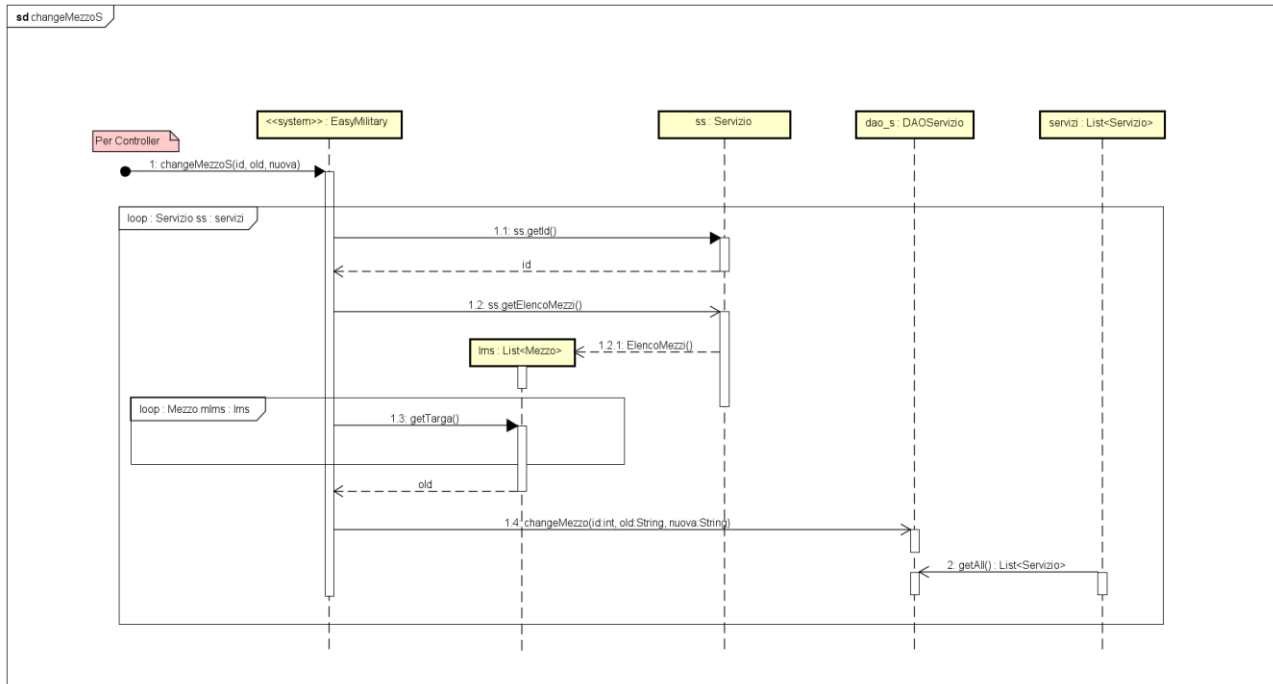 sd changeMezzoS
<<system>> : EasyMilitary
ss : Servizio
dao_s : DAOServizio
servizi : List<Servizio>
Per Controller
1: changeMezzoS(id, old, nuova)
loop : Servizio ss : servizi
1.1: ss.getId()
id
1.2: ss.getElencoMezzi()
lms : List<Mezzo>
1.2.1: ElencoMezzi()
loop : Mezzo mlms : lms
1.3: getTarga()
old
1.4: changeMezzo(id:int, old:String, nuova:String)
2: getAll() : List<Servizio>